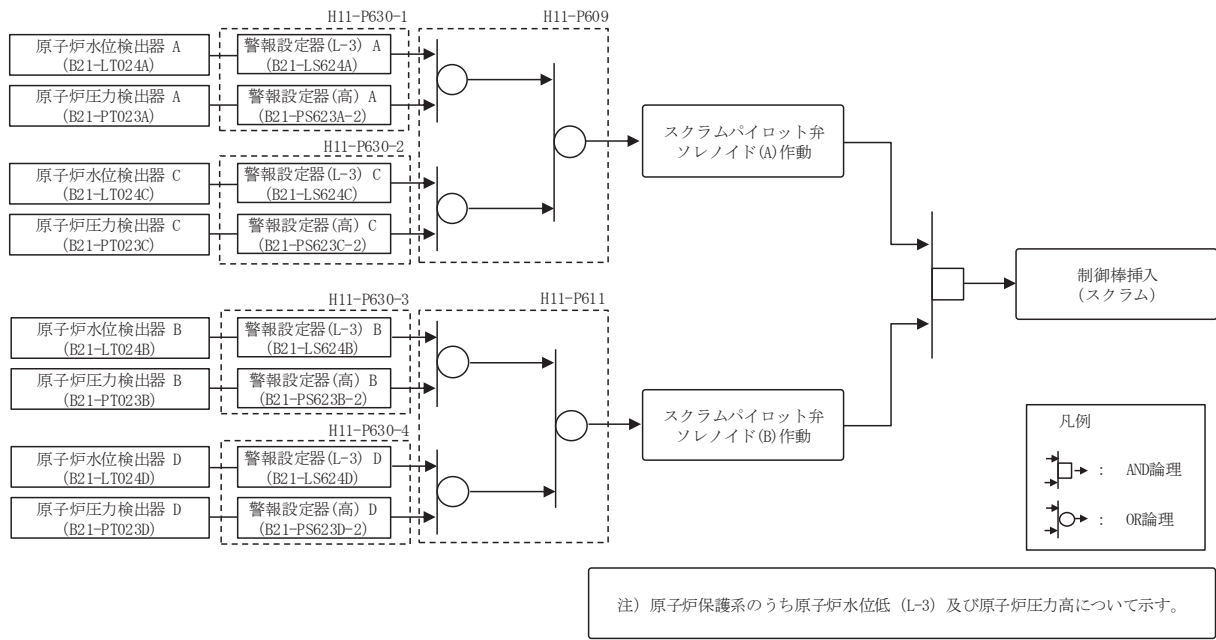 H11-P630-1
H11-P609
原子炉水位検出器 A
(B21-LT024A)
警報設定器(L-3) A
(B21-LS624A)
原子炉圧力検出器 A
(B21-PT023A)
警報設定器(高) A
(B21-PS623A-2)
H11-P630-2
原子炉水位検出器 C
(B21-LT024C)
警報設定器(L-3) C
(B21-LS624C)
原子炉圧力検出器 C
(B21-PT023C)
警報設定器(高) C
(B21-PS623C-2)
スクラムパイロット弁
ソレノイド(A)作動
H11-P630-3
H11-P611
原子炉水位検出器 B
(B21-LT024B)
警報設定器(L-3) B
(B21-LS624B)
原子炉圧力検出器 B
(B21-PT023B)
警報設定器(高) B
(B21-PS623B-2)
H11-P630-4
原子炉水位検出器 D
(B21-LT024D)
警報設定器(L-3) D
(B21-LS624D)
原子炉圧力検出器 D
(B21-PT023D)
警報設定器(高) D
(B21-PS623D-2)
スクラムパイロット弁
ソレノイド(B)作動
制御棒挿入
(スクラム)
凡例
: AND論理
: OR論理
注）原子炉保護系のうち原子炉水位低（L-3）及び原子炉圧力高について示す。